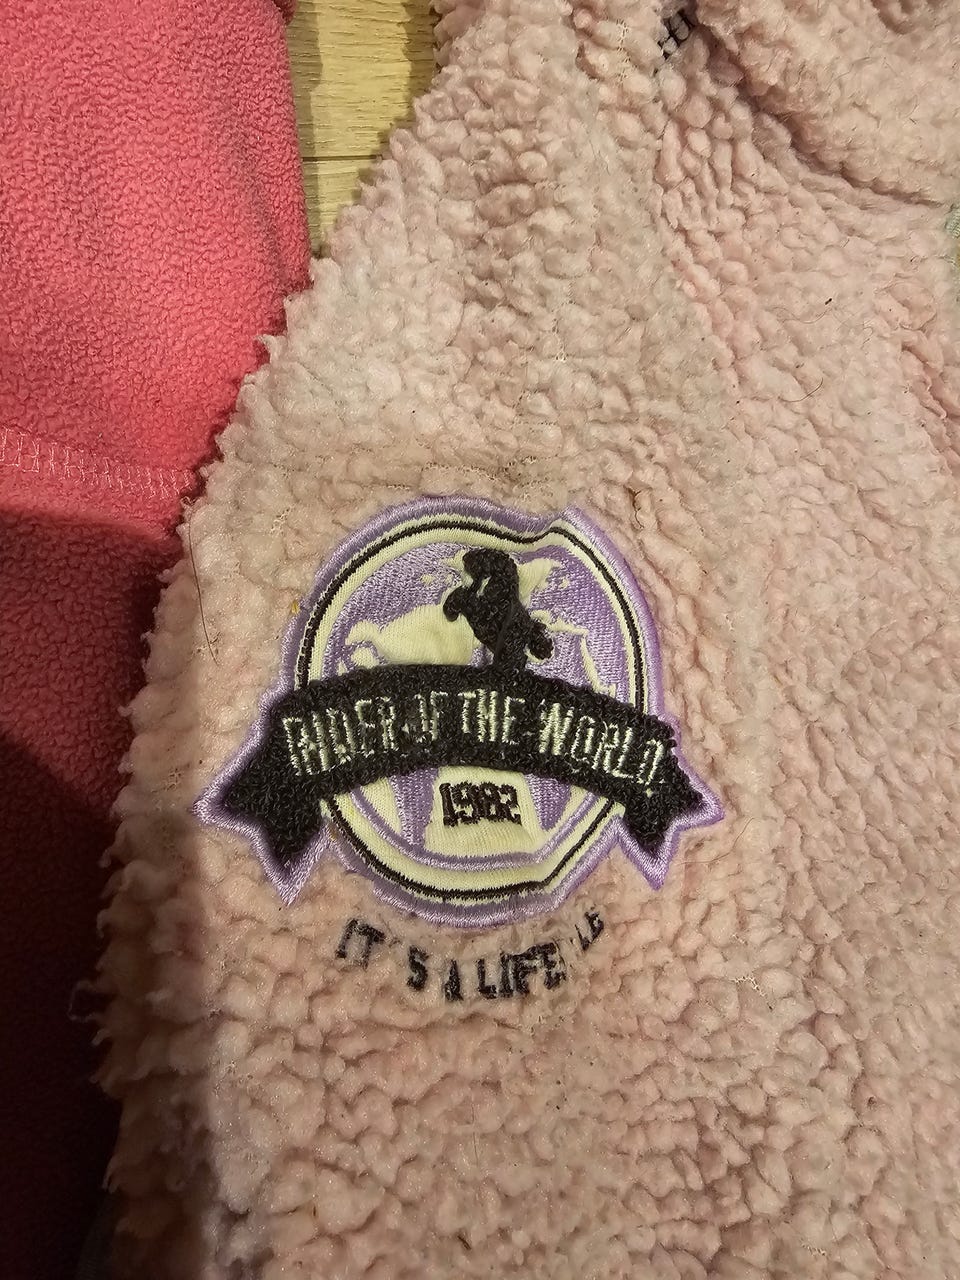 RIDER OF THE WORLD
1982
IT'S A LIFE